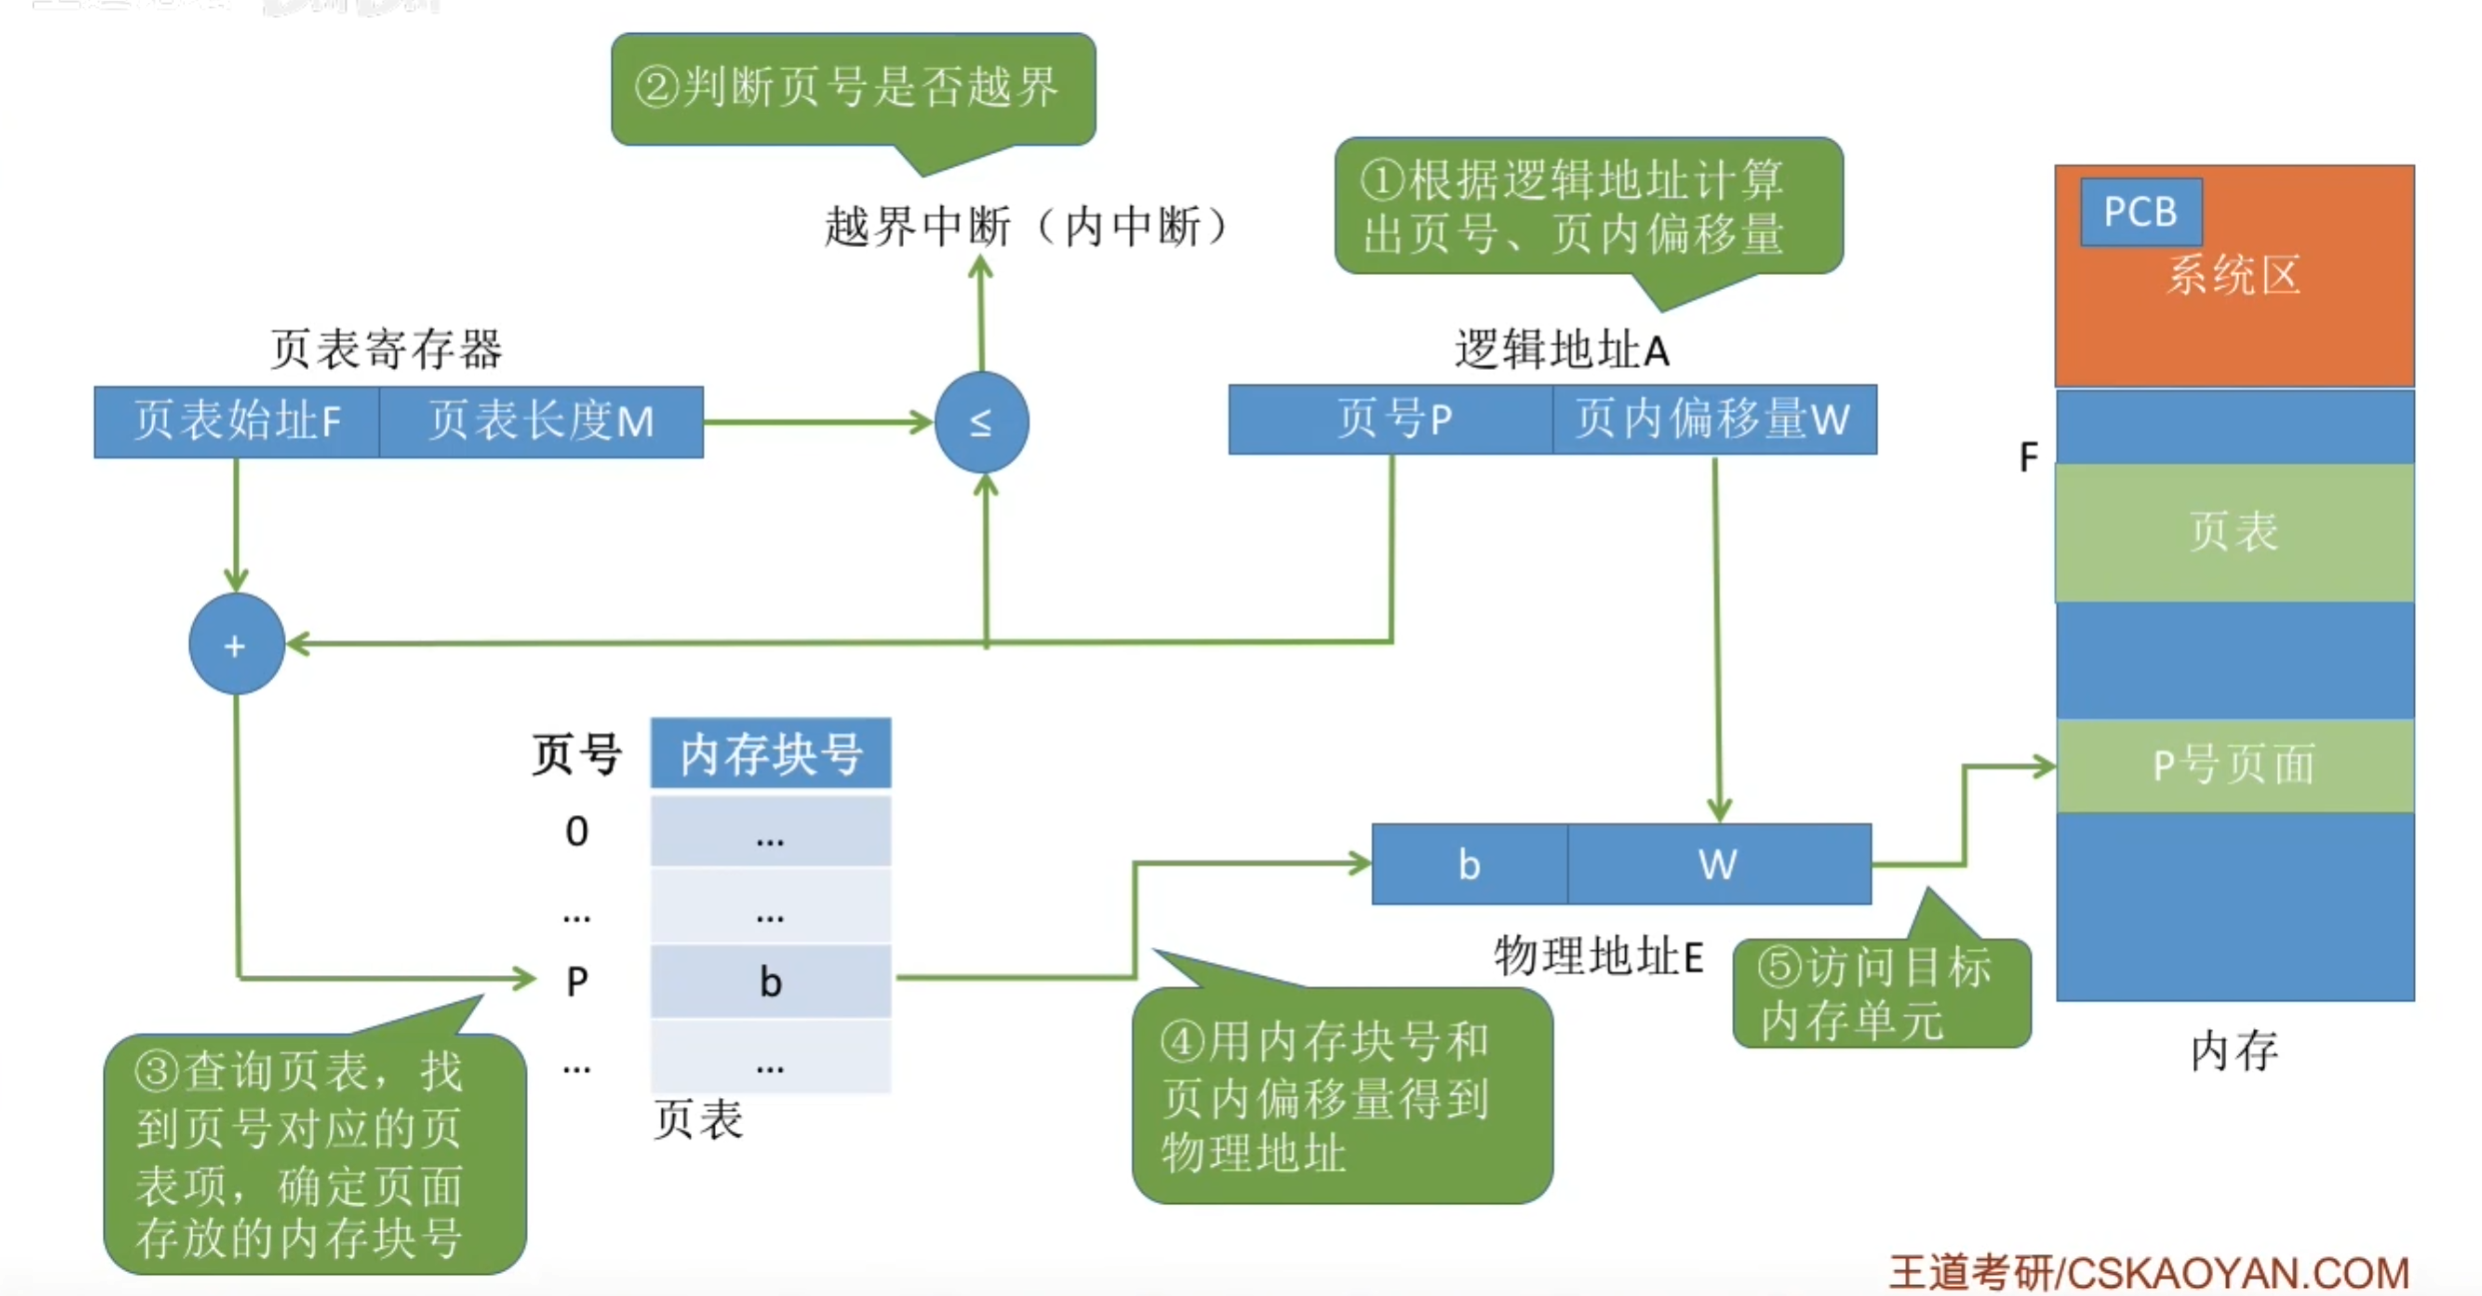 ②判断页号是否越界
①根据逻辑地址计算
出页号、页内偏移量
越界中断（内中断）
PCB
系统区
页表寄存器
逻辑地址A
页表始址F
页表长度M
≤
页号P
页内偏移量W
F
页表
+
页号
内存块号
P号页面
0
...
...
...
b
W
P
b
物理地址E
⑤访问目标
内存单元
...
...
④用内存块号和
页内偏移量得到
物理地址
内存
③查询页表，找
到页号对应的页
表项，确定页面
存放的内存块号
页表
王道考研/CSKAOYAN.COM